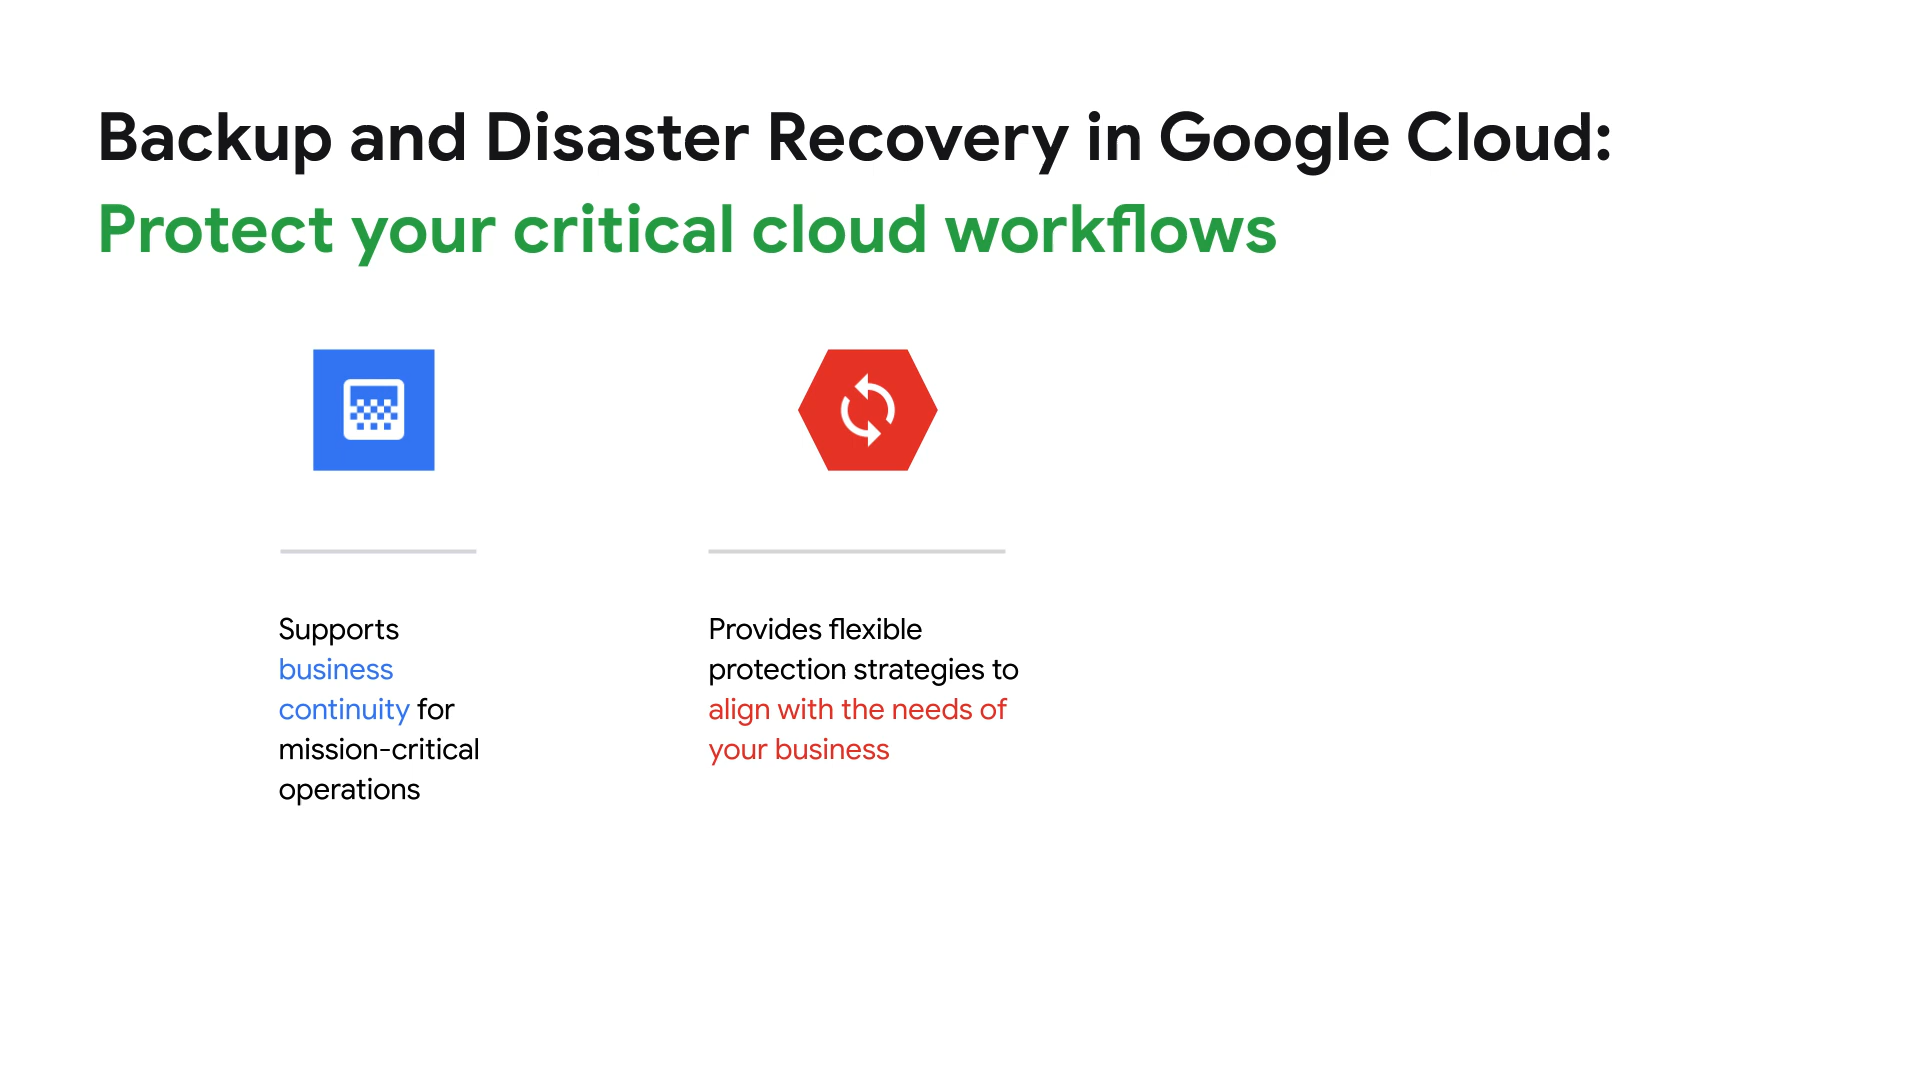 Backup and Disaster Recovery in Google Cloud:
Protect your critical cloud workflows
Supports
business
continuity for
mission-critical
operations
Provides flexible
protection strategies to
align with the needs of
your business